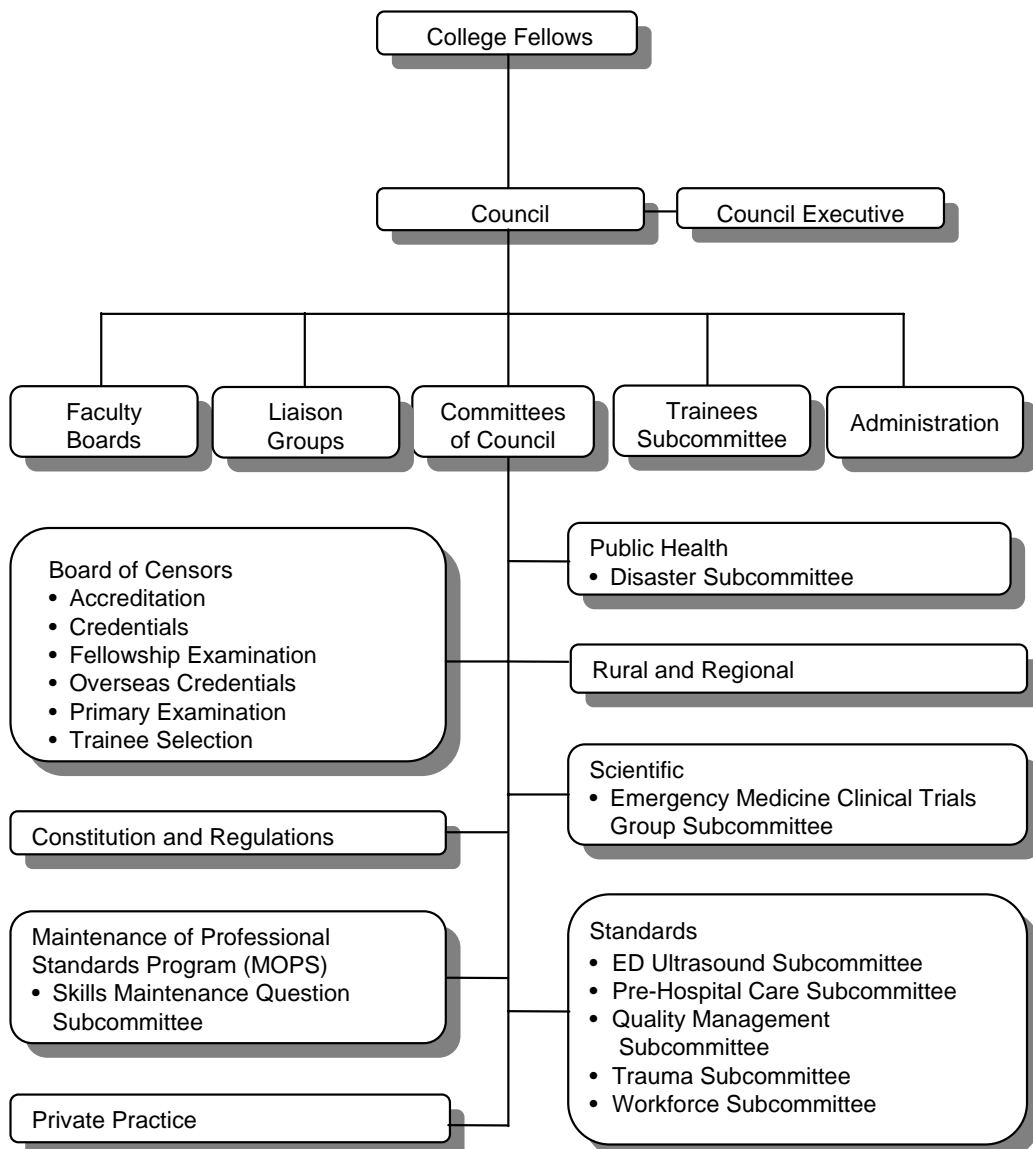 College Fellows
Council
Council Executive
Faculty
Boards
Liaison
Groups
Committees
of Council
Trainees
Subcommittee
Administration
Board of Censors
• Accreditation
• Credentials
• Fellowship Examination
• Overseas Credentials
• Primary Examination
• Trainee Selection
Constitution and Regulations
Maintenance of Professional
Standards Program (MOPS)
• Skills Maintenance Question
Subcommittee
Private Practice
Public Health
• Disaster Subcommittee
Rural and Regional
Scientific
• Emergency Medicine Clinical Trials
Group Subcommittee
Standards
• ED Ultrasound Subcommittee
• Pre-Hospital Care Subcommittee
• Quality Management
Subcommittee
• Trauma Subcommittee
• Workforce Subcommittee